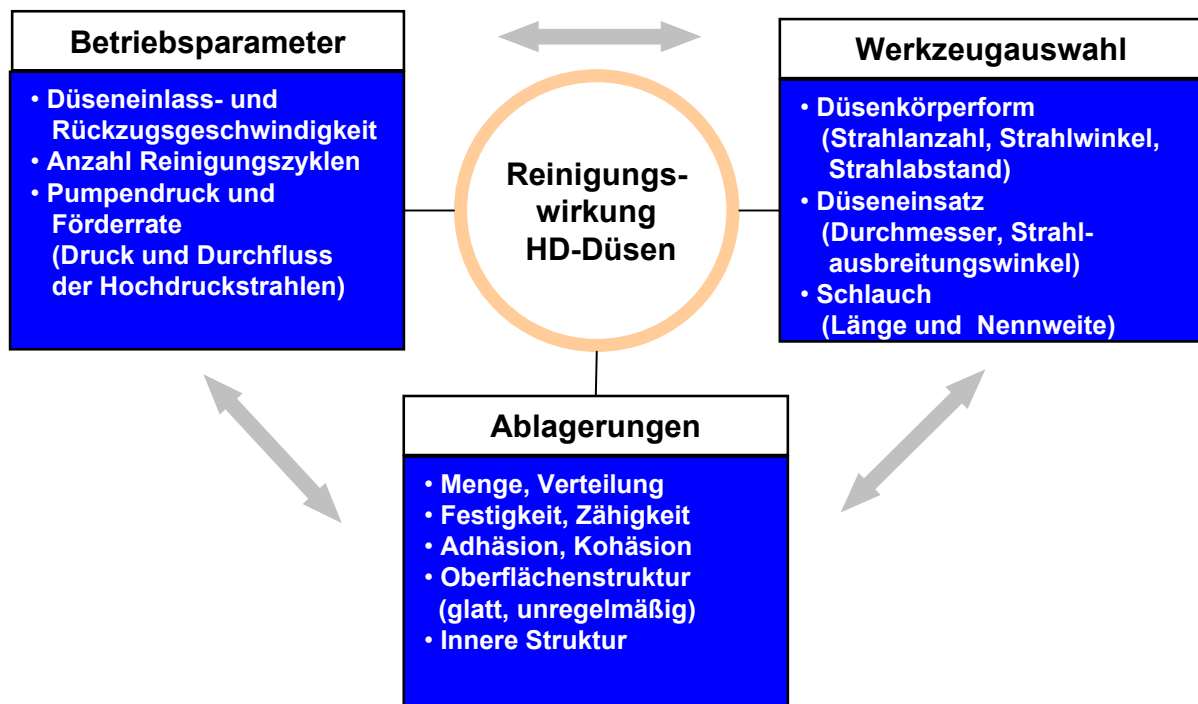 Betriebsparameter
• Düseneinlass- und
Rückzugsgeschwindigkeit
• Anzahl Reinigungszyklen
• Pumpendruck und
Förderrate
(Druck und Durchfluss
der Hochdruckstrahlen)
Reinigungs-
wirkung
HD-Düsen
Werkzeugauswahl
• Düsenkörperform
(Strahlanzahl, Strahlwinkel,
Strahlabstand)
• Düseneinsatz
(Durchmesser, Strahl-
ausbreitungswinkel)
• Schlauch
(Länge und Nennweite)
Ablagerungen
• Menge, Verteilung
• Festigkeit, Zähigkeit
• Adhäsion, Kohäsion
• Oberflächenstruktur
(glatt, unregelmäßig)
• Innere Struktur